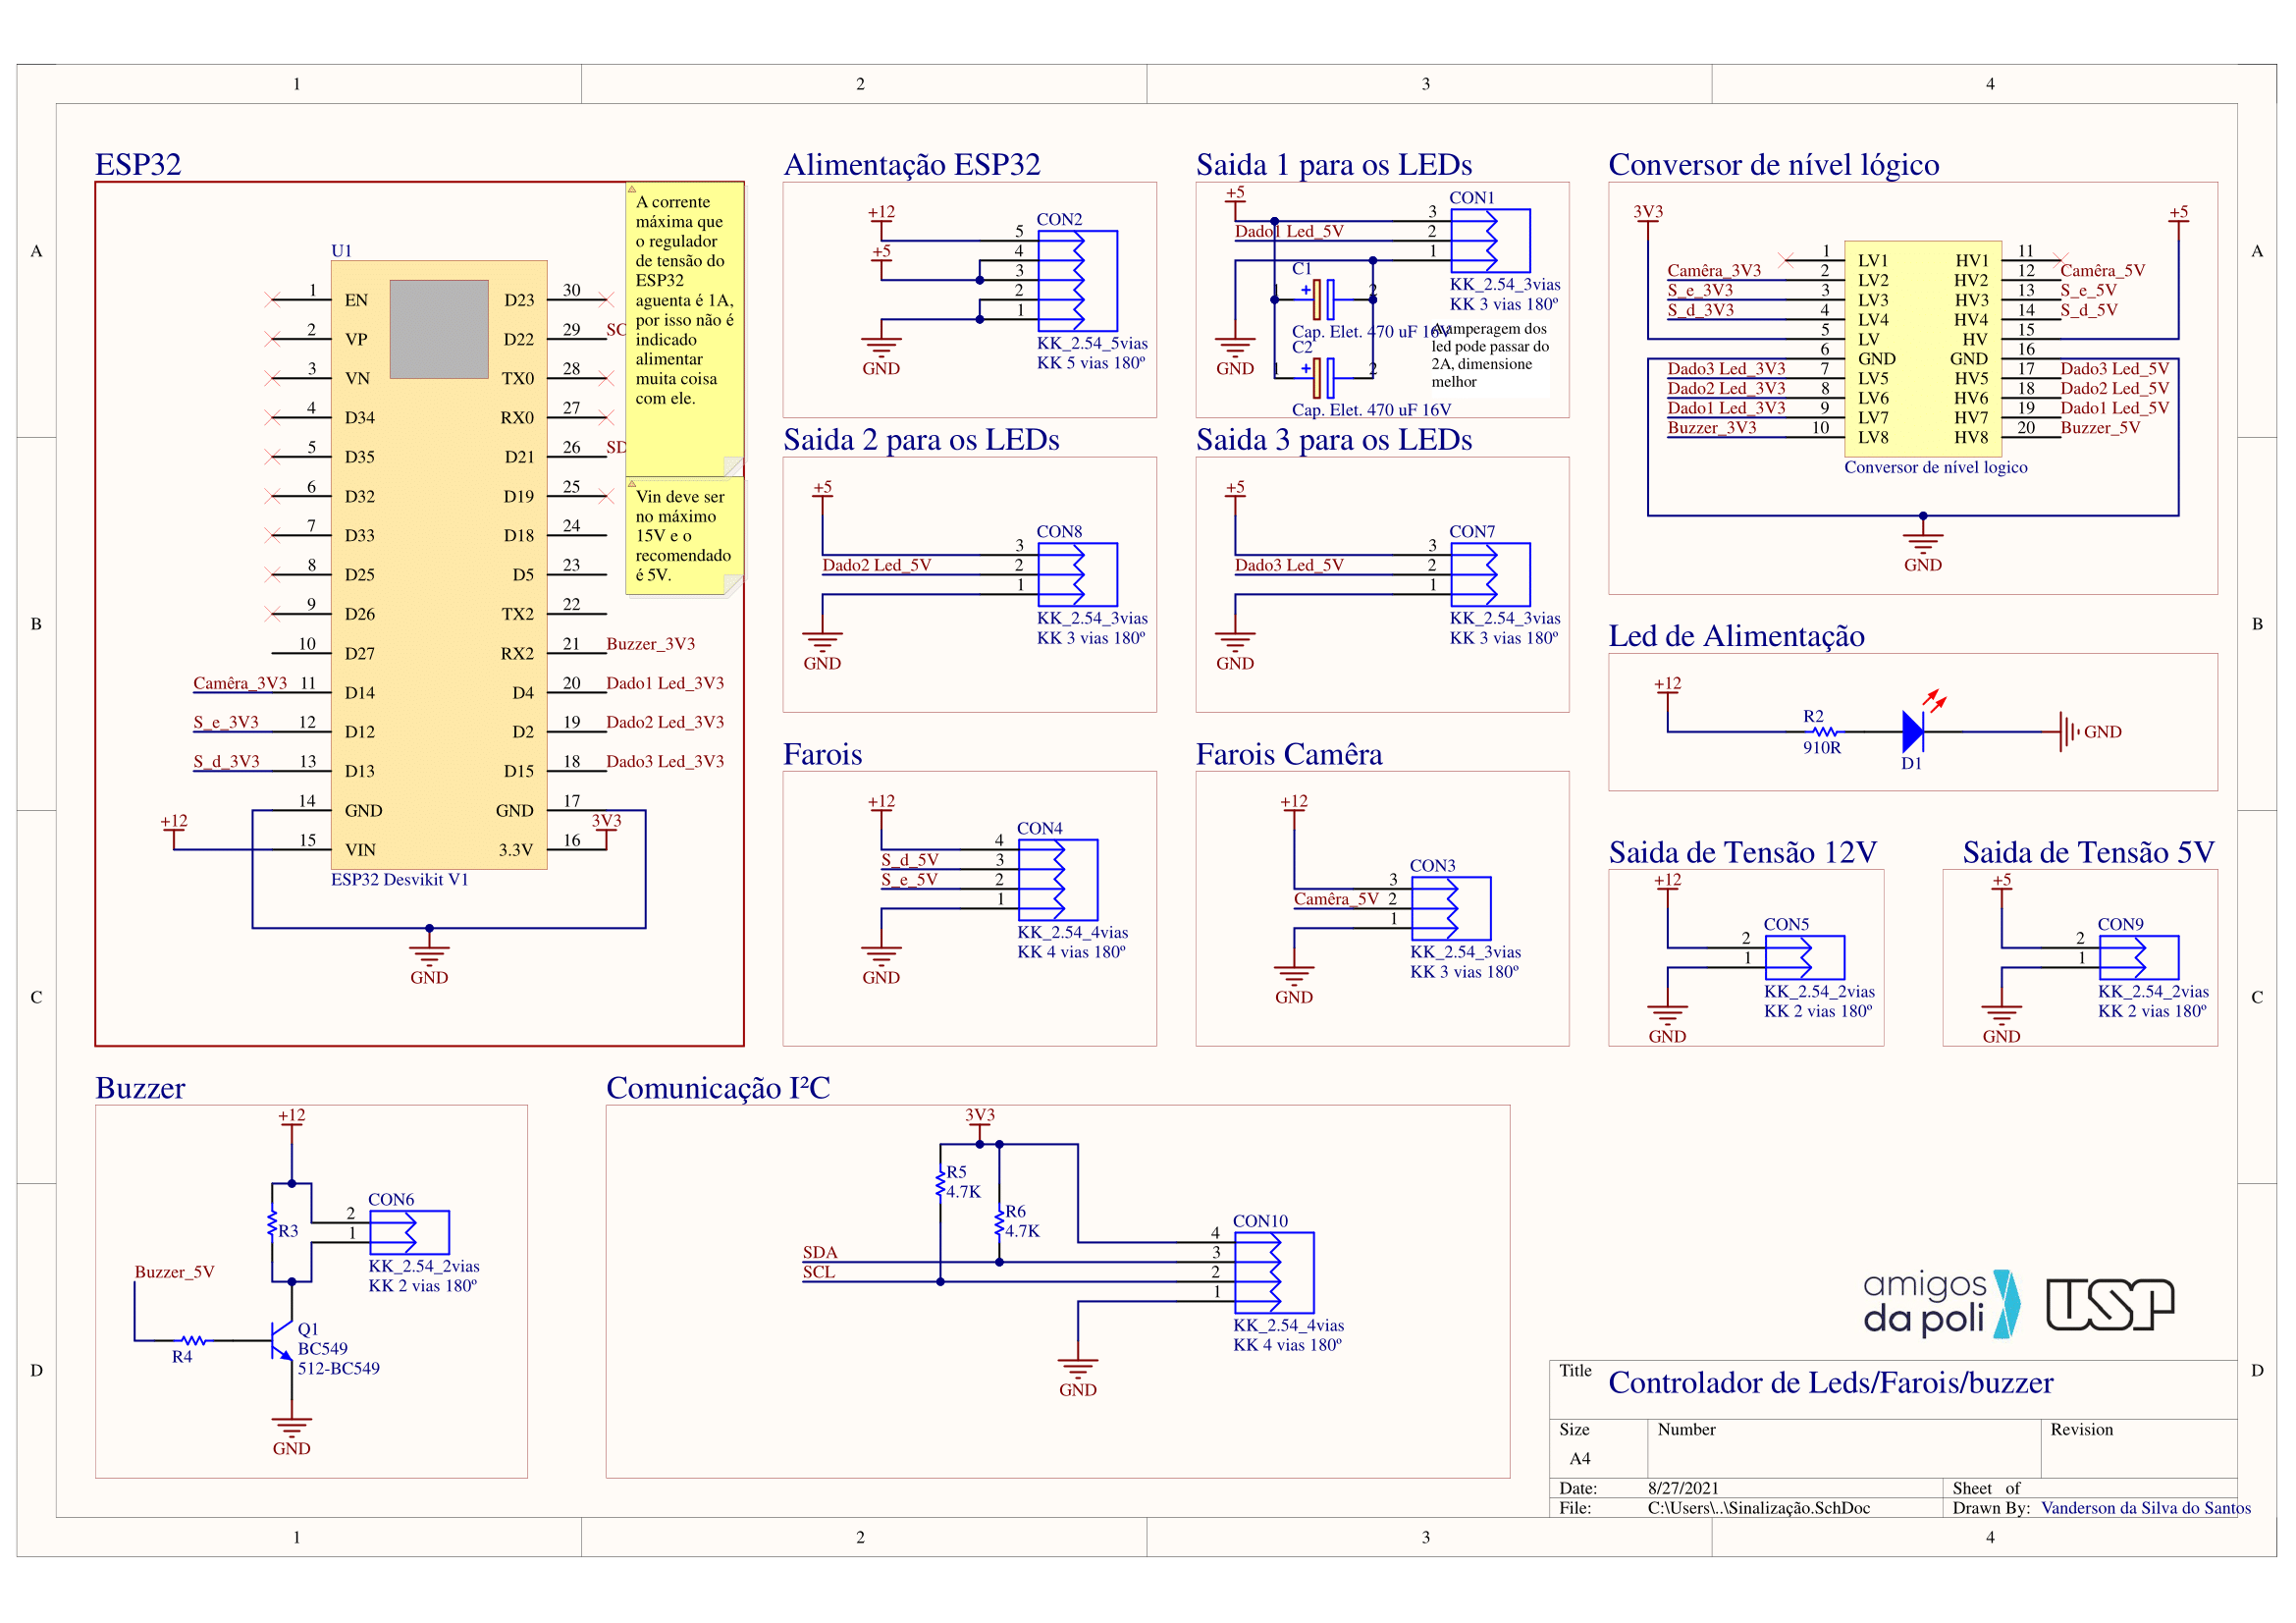 1 2 3 4
A
B
C
D
A
B
C
D
1 2 3 4
ESP32
U1
1 EN
2 VP
3 VN
4 D34
5 D35
6 D32
7 D33
8 D25
9 D26
10 D27
Camêra_3V3 11 D14
S_e_3V3 12 D12
S_d_3V3 13 D13
14 GND
+12
15 VIN
D23 30
D22 29 SC
TX0 28
RX0 27
D21 26 SD
D19 25
D18 24
D5 23
TX2 22
RX2 21 Buzzer_3V3
D4 20 Dado1 Led_3V3
D2 19 Dado2 Led_3V3
D15 18 Dado3 Led_3V3
GND 17
3V3
3.3V 16
ESP32 Desvikit V1
GND
A corrente
máxima que
o regulador
de tensão do
ESP32
aguenta é 1A,
por isso não é
indicado
alimentar
muita coisa
com ele.
Vin deve ser
no máximo
15V e o
recomendado
é 5V.
Alimentação ESP32
+12
+5
GND
CON2
5
4
3
2
1
KK_2.54_5vias
KK 5 vias 180º
Saida 1 para os LEDs
+5
Dado1 Led_5V
GND
CON1
3
2
1
KK_2.54_3vias
KK 3 vias 180º
C1
1 + 2
Cap. Elet. 470 uF 16V
C2
1 + 2
Cap. Elet. 470 uF 16V
A amperagem dos
led pode passar do
2A, dimensione
melhor
Conversor de nível lógico
3V3
+5
1 LV1 HV1 11
Camêra_3V3 2 LV2 HV2 12 Camêra_5V
S_e_3V3 3 LV3 HV3 13 S_e_5V
S_d_3V3 4 LV4 HV4 14 S_d_5V
5 LV HV 15
6 GND GND 16
Dado3 Led_3V3 7 LV5 HV5 17 Dado3 Led_5V
Dado2 Led_3V3 8 LV6 HV6 18 Dado2 Led_5V
Dado1 Led_3V3 9 LV7 HV7 19 Dado1 Led_5V
Buzzer_3V3 10 LV8 HV8 20 Buzzer_5V
Conversor de nível logico
GND
Saida 2 para os LEDs
+5
Dado2 Led_5V
GND
CON8
3
2
1
KK_2.54_3vias
KK 3 vias 180º
Saida 3 para os LEDs
+5
Dado3 Led_5V
GND
CON7
3
2
1
KK_2.54_3vias
KK 3 vias 180º
Led de Alimentação
+12
R2
910R
D1
GND
Farois
+12
S_d_5V
S_e_5V
GND
CON4
4
3
2
1
KK_2.54_4vias
KK 4 vias 180º
Farois Camêra
+12
Camêra_5V
GND
CON3
3
2
1
KK_2.54_3vias
KK 3 vias 180º
Saida de Tensão 12V
+12
GND
CON5
2
1
KK_2.54_2vias
KK 2 vias 180º
Saida de Tensão 5V
+5
GND
CON9
2
1
KK_2.54_2vias
KK 2 vias 180º
Buzzer
+12
R3
CON6
2
1
KK_2.54_2vias
KK 2 vias 180º
Buzzer_5V
R4
Q1
BC549
512-BC549
GND
Comunicação I²C
3V3
R5
4.7K
R6
4.7K
SDA
SCL
CON10
4
3
2
1
KK_2.54_4vias
KK 4 vias 180º
GND
amigos
da poli
USP
Title Controlador de Leds/Farois/buzzer
Size Number Revision
A4
Date: 8/27/2021 Sheet of
File: C:\Users\..\Sinalização.SchDoc Drawn By: Vanderson da Silva do Santos